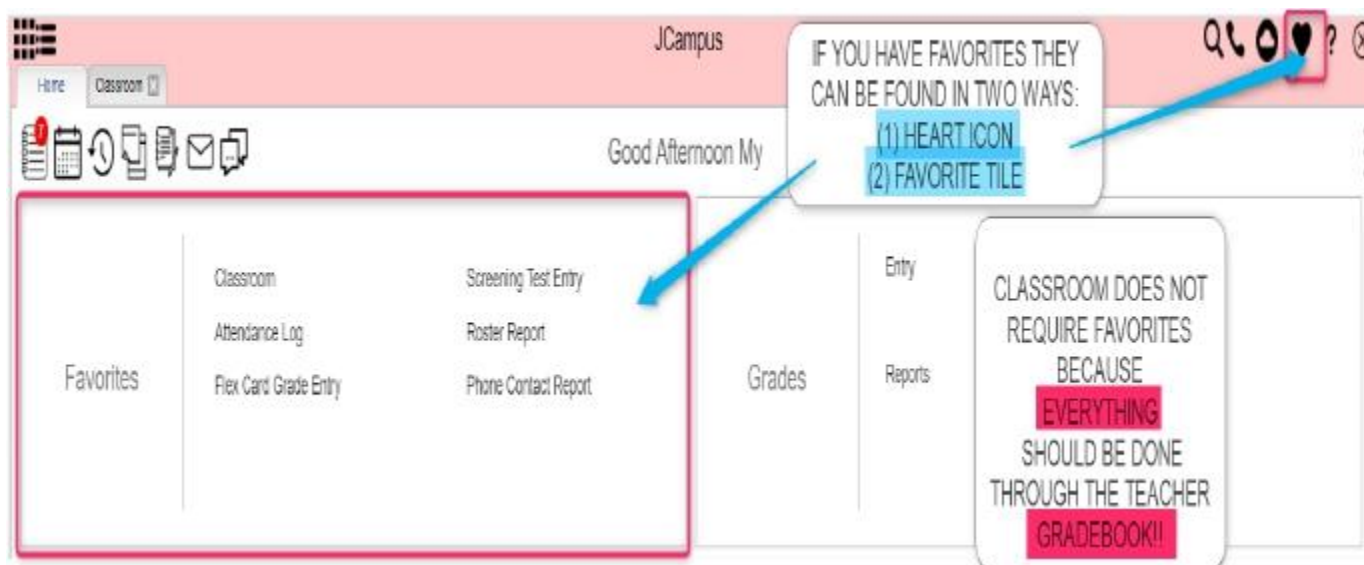 JCampus
?
Home Classroom
7
Good Afternoon My
IF YOU HAVE FAVORITES THEY
CAN BE FOUND IN TWO WAYS:
(1) HEART ICON
(2) FAVORITE TILE
Favorites
Classroom Screening Test Entry
Attendance Log Roster Report
Flex Card Grade Entry Phone Contact Report
Grades
Entry
Reports
CLASSROOM DOES NOT
REQUIRE FAVORITES
BECAUSE
EVERYTHING
SHOULD BE DONE
THROUGH THE TEACHER
GRADEBOOK!!